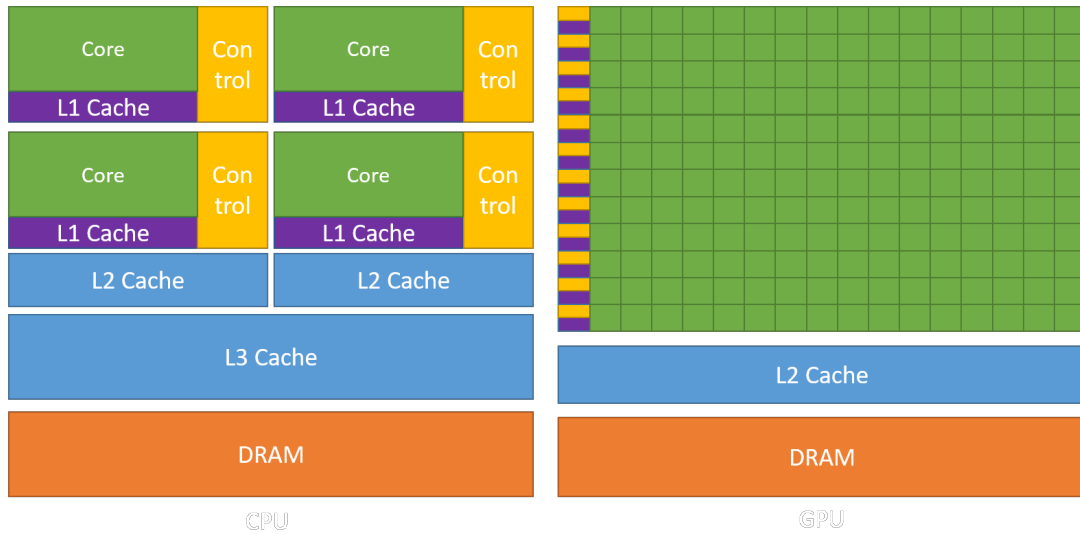 Core
Con
trol
L1 Cache
Core
Con
trol
L1 Cache
Core
Con
trol
L1 Cache
Core
Con
trol
L1 Cache
L2 Cache
L2 Cache
L3 Cache
DRAM
CPU
L2 Cache
DRAM
GPU